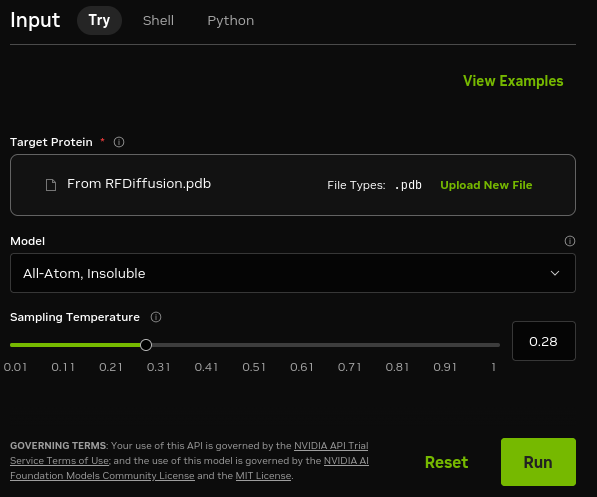 Input Try Shell Python
View Examples
Target Protein *
From RFDiffusion.pdb File Types: .pdb Upload New File
Model
All-Atom, Insoluble
Sampling Temperature
0.28
0.01 0.11 0.21 0.31 0.41 0.51 0.61 0.71 0.81 0.91 1
GOVERNING TERMS: Your use of this API is governed by the NVIDIA API Trial
Service Terms of Use; and the use of this model is governed by the NVIDIA AI
Foundation Models Community License and the MIT License.
Reset Run